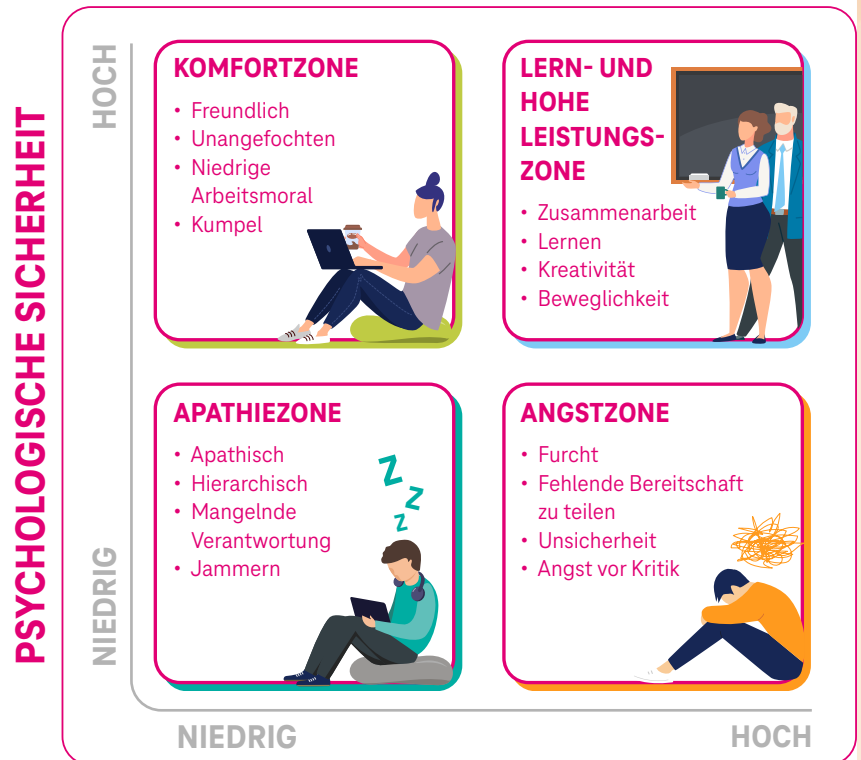 PSYCHOLOGISCHE SICHERHEIT
HOCH
NIEDRIG
KOMFORTZONE
• Freundlich
• Unangefochten
• Niedrige
Arbeitsmoral
• Kumpel
LERN- UND
HOHE
LEISTUNGS-
ZONE
• Zusammenarbeit
• Lernen
• Kreativität
• Beweglichkeit
APATHIEZONE
• Apathisch
• Hierarchisch
• Mangelnde
Verantwortung
• Jammern
Z
Z
Z
ANGSTZONE
• Furcht
• Fehlende Bereitschaft
zu teilen
• Unsicherheit
• Angst vor Kritik
NIEDRIG
HOCH